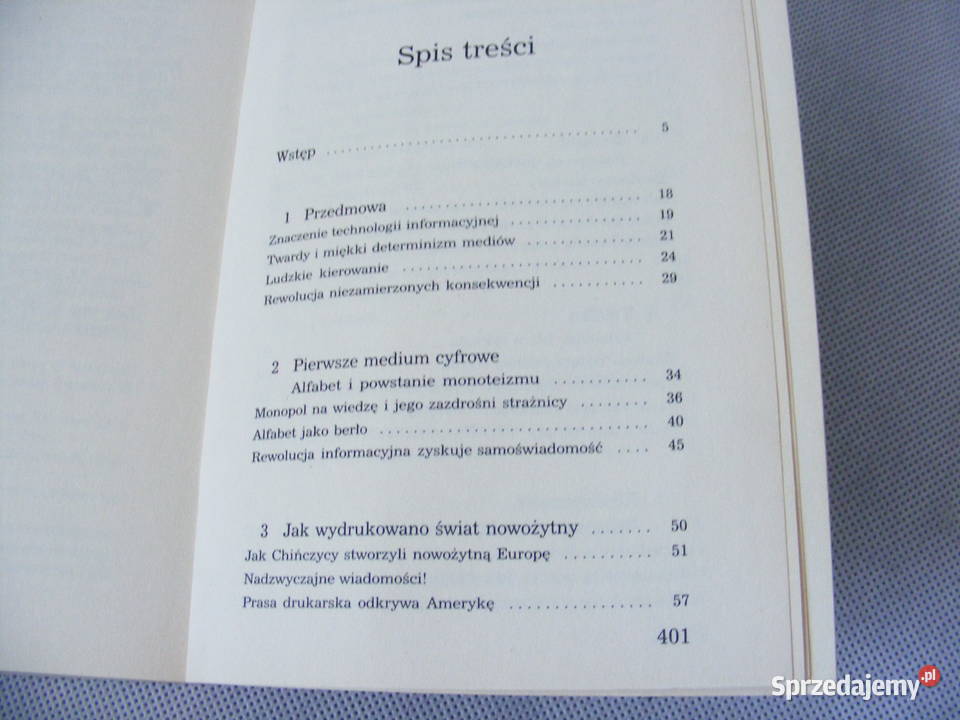 Spis treści
Wstęp ........................................ 5
1 Przedmowa .............................. 18
Znaczenie technologii informacyjnej ................. 19
Twardy i miękki determinizm mediów ............... 21
Ludzkie kierowanie ............................... 24
Rewolucja niezamierzonych konsekwencji ............ 29
2 Pierwsze medium cyfrowe
Alfabet i powstanie monoteizmu ........... 34
Monopol na wiedzę i jego zazdrośni strażnicy ........ 36
Alfabet jako berło ................................ 40
Rewolucja informacyjna zyskuje samoświadomość .... 45
3 Jak wydrukowano świat nowożytny ....... 50
Jak Chińczycy stworzyli nowożytną Europę .......... 51
Nadzwyczajne wiadomości!
Prasa drukarska odkrywa Amerykę ................. 57
401
Sprzedajemy.pl